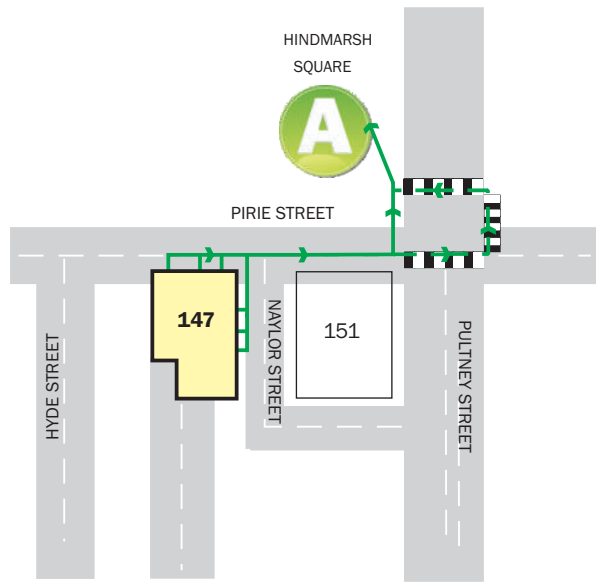 HINDMARSH
SQUARE
A
PIRIE STREET
147
151
HYDE STREET
NAYLOR STREET
PULTNEY STREET